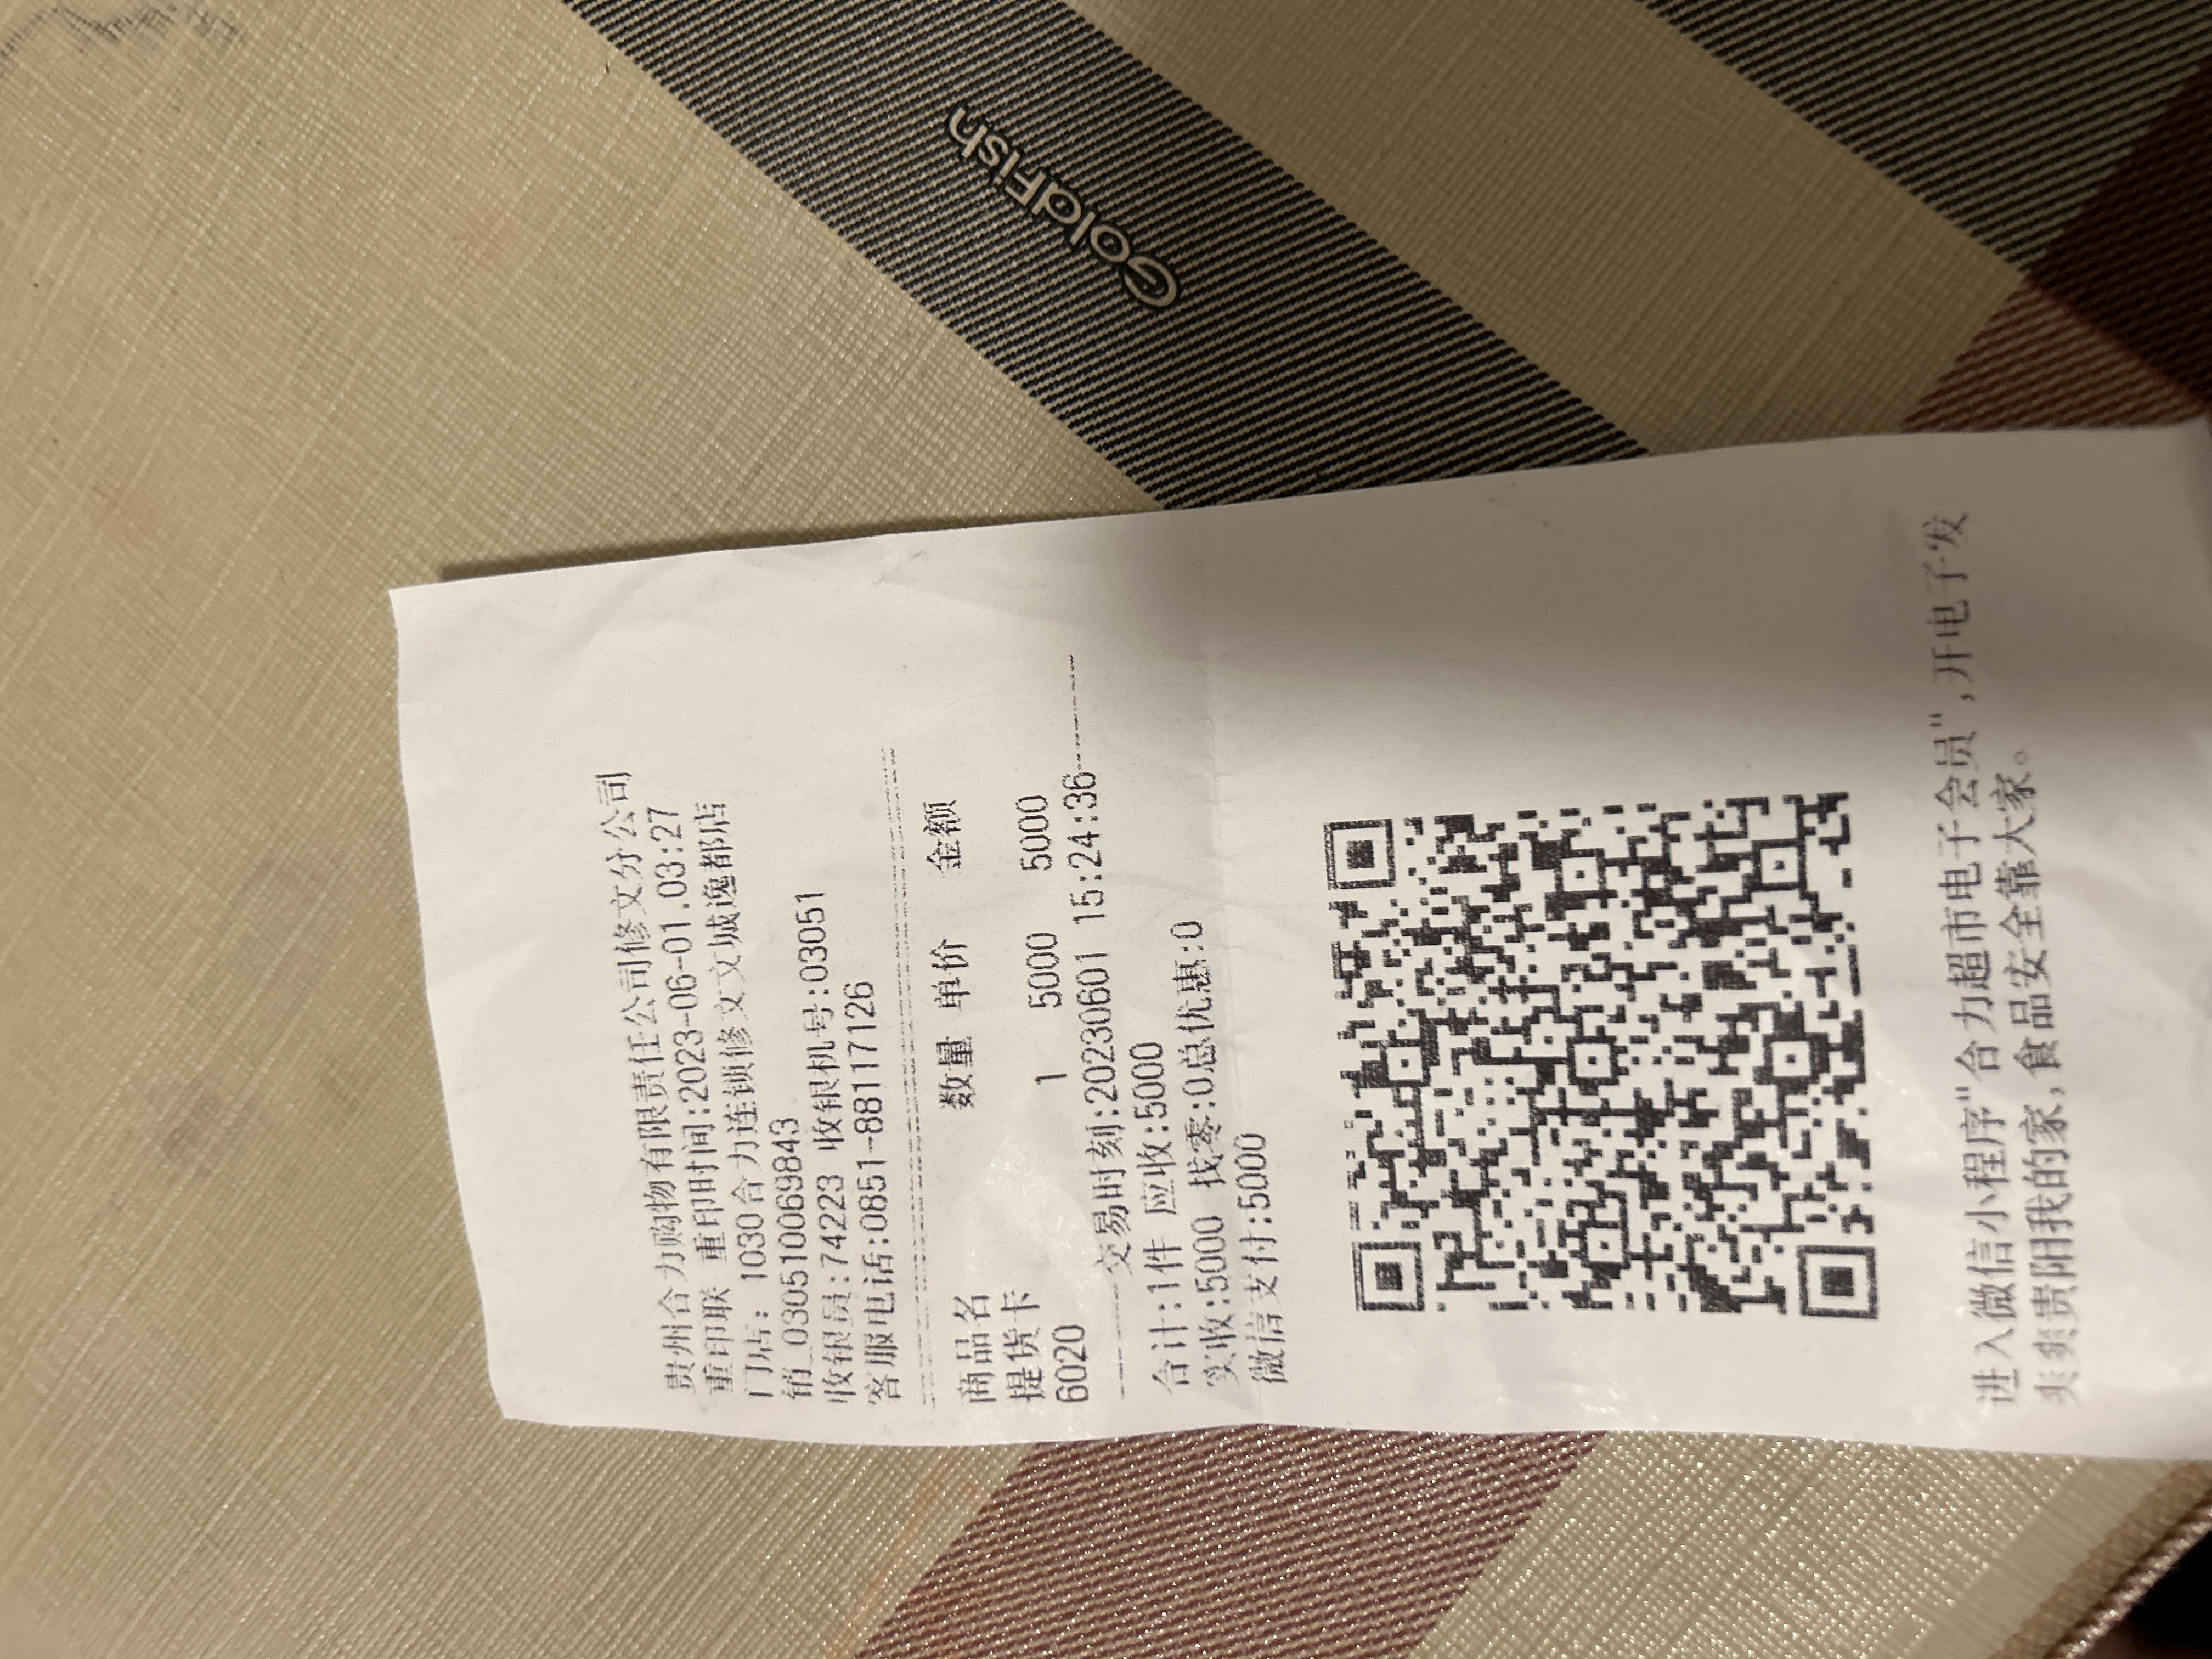 GoldFish
贵州合力购物有限责任公司修文分公司
重印联 重印时间:2023-06-01.03:27
门店: 1030合力连锁修文文城逸都店
销_030510069843
收银员:74223 收银机号:03051
客服电话:0851-88117126
商品名 数量 单价 金额
提货卡 1 5000 5000
6020
交易时刻:20230601 15:24:36
合计:1件 应收:5000
实收:5000 找零:0总优惠:0
微信支付:5000
进入微信小程序"合力超市电子会员",开电子发
爽爽贵阳我的家,食品安全靠大家。